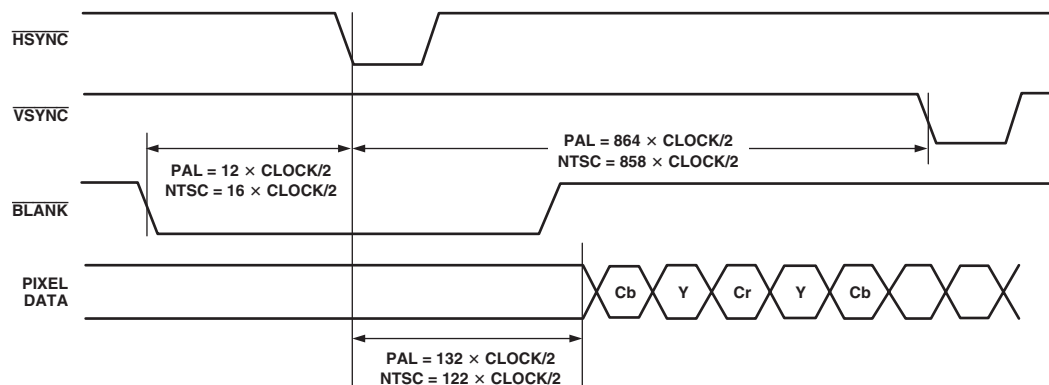 HSYNC
VSYNC
PAL = 12 × CLOCK/2
NTSC = 16 × CLOCK/2
PAL = 864 × CLOCK/2
NTSC = 858 × CLOCK/2
BLANK
PIXEL
DATA
Cb Y Cr Y Cb
PAL = 132 × CLOCK/2
NTSC = 122 × CLOCK/2